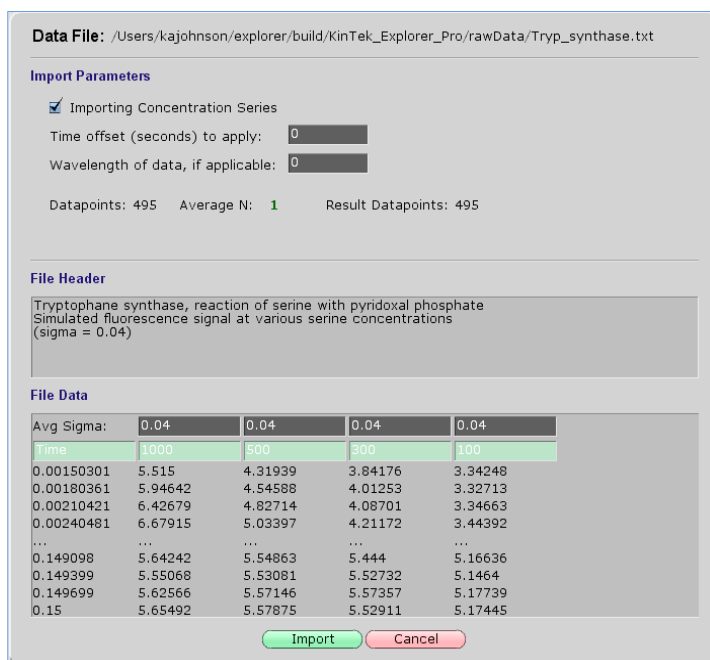 Data File: /Users/kajohnson/explorer/build/KinTek_Explorer_Pro/rawData/Tryp_synthase.txt
Import Parameters
Importing Concentration Series
Time offset (seconds) to apply: 0
Wavelength of data, if applicable: 0
Datapoints: 495 Average N: 1 Result Datapoints: 495
File Header
Tryptophane synthase, reaction of serine with pyridoxal phosphate
Simulated fluorescence signal at various serine concentrations
(sigma = 0.04)
File Data
Avg Sigma: 0.04 0.04 0.04 0.04
Time 1000 500 300 100
0.00150301 5.515 4.31939 3.84176 3.34248
0.00180361 5.94642 4.54588 4.01253 3.32713
0.00210421 6.42679 4.82714 4.08701 3.34663
0.00240481 6.67915 5.03397 4.21172 3.44392
... ... ... ... ...
0.149098 5.64242 5.54863 5.444 5.16636
0.149399 5.55068 5.53081 5.52732 5.1464
0.149699 5.62566 5.57146 5.57357 5.17739
0.15 5.65492 5.57875 5.52911 5.17445
Import Cancel